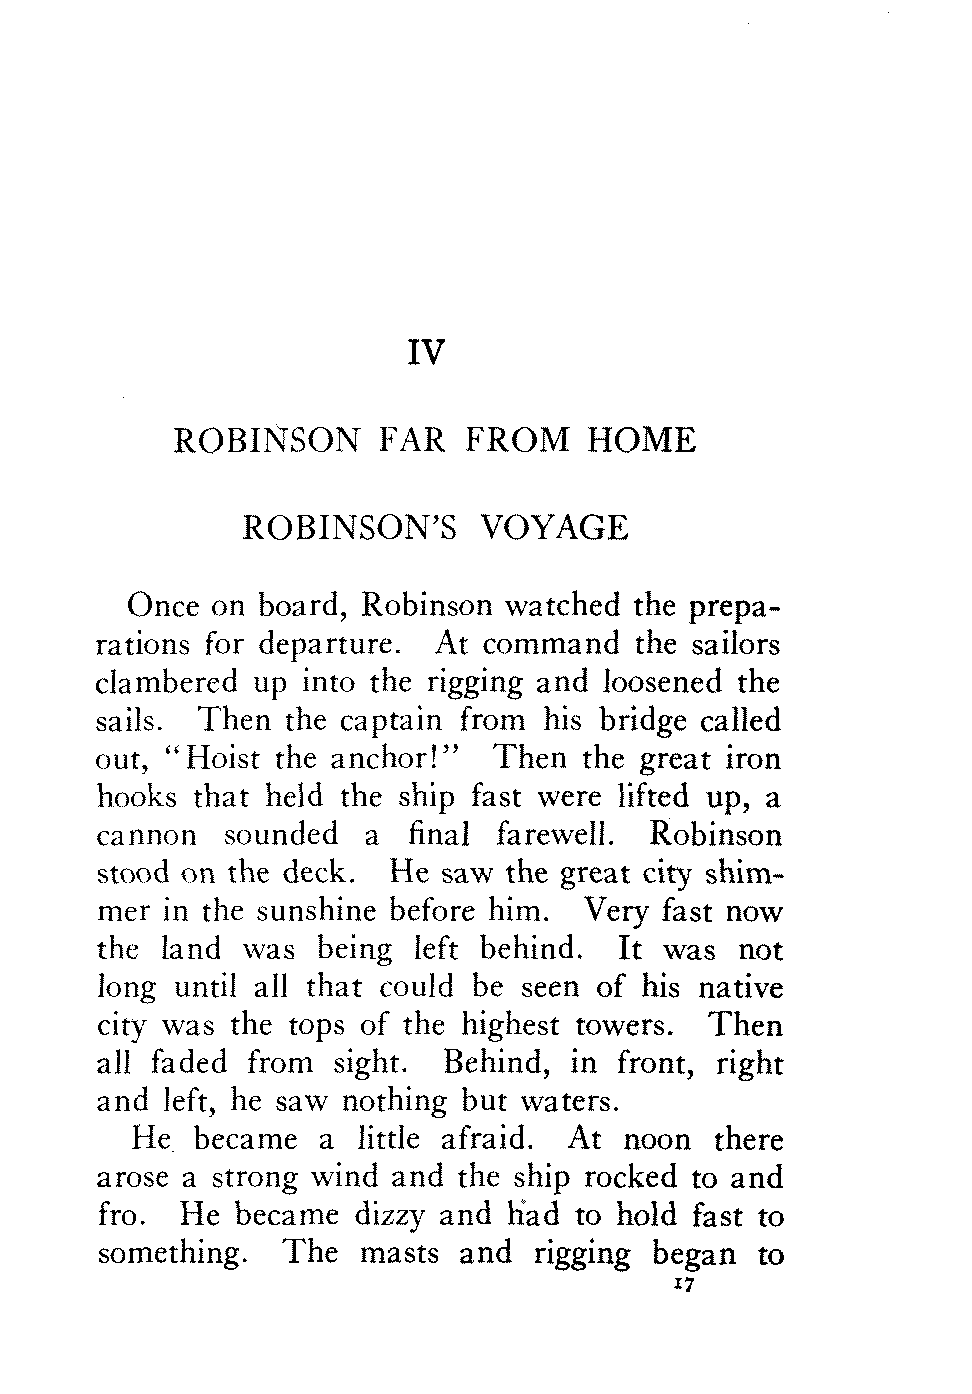 IV
ROBINSON FAR FROM HOME
ROBINSON'S VOYAGE
Once on board, Robinson watched the prepa-
rations for departure. At command the sailors
clambered up into the rigging and loosened the
sails. Then the captain from his bridge called
out, "Hoist the anchor!" Then the great iron
hooks that held the ship fast were lifted up, a
cannon sounded a final farewell. Robinson
stood on the deck. He saw the great city shim-
mer in the sunshine before him. Very fast now
the land was being left behind. It was not
long until all that could be seen of his native
city was the tops of the highest towers. Then
all faded from sight. Behind, in front, right
and left, he saw nothing but waters.
He became a little afraid. At noon there
arose a strong wind and the ship rocked to and
fro. He became dizzy and had to hold fast to
something. The masts and rigging began to
17